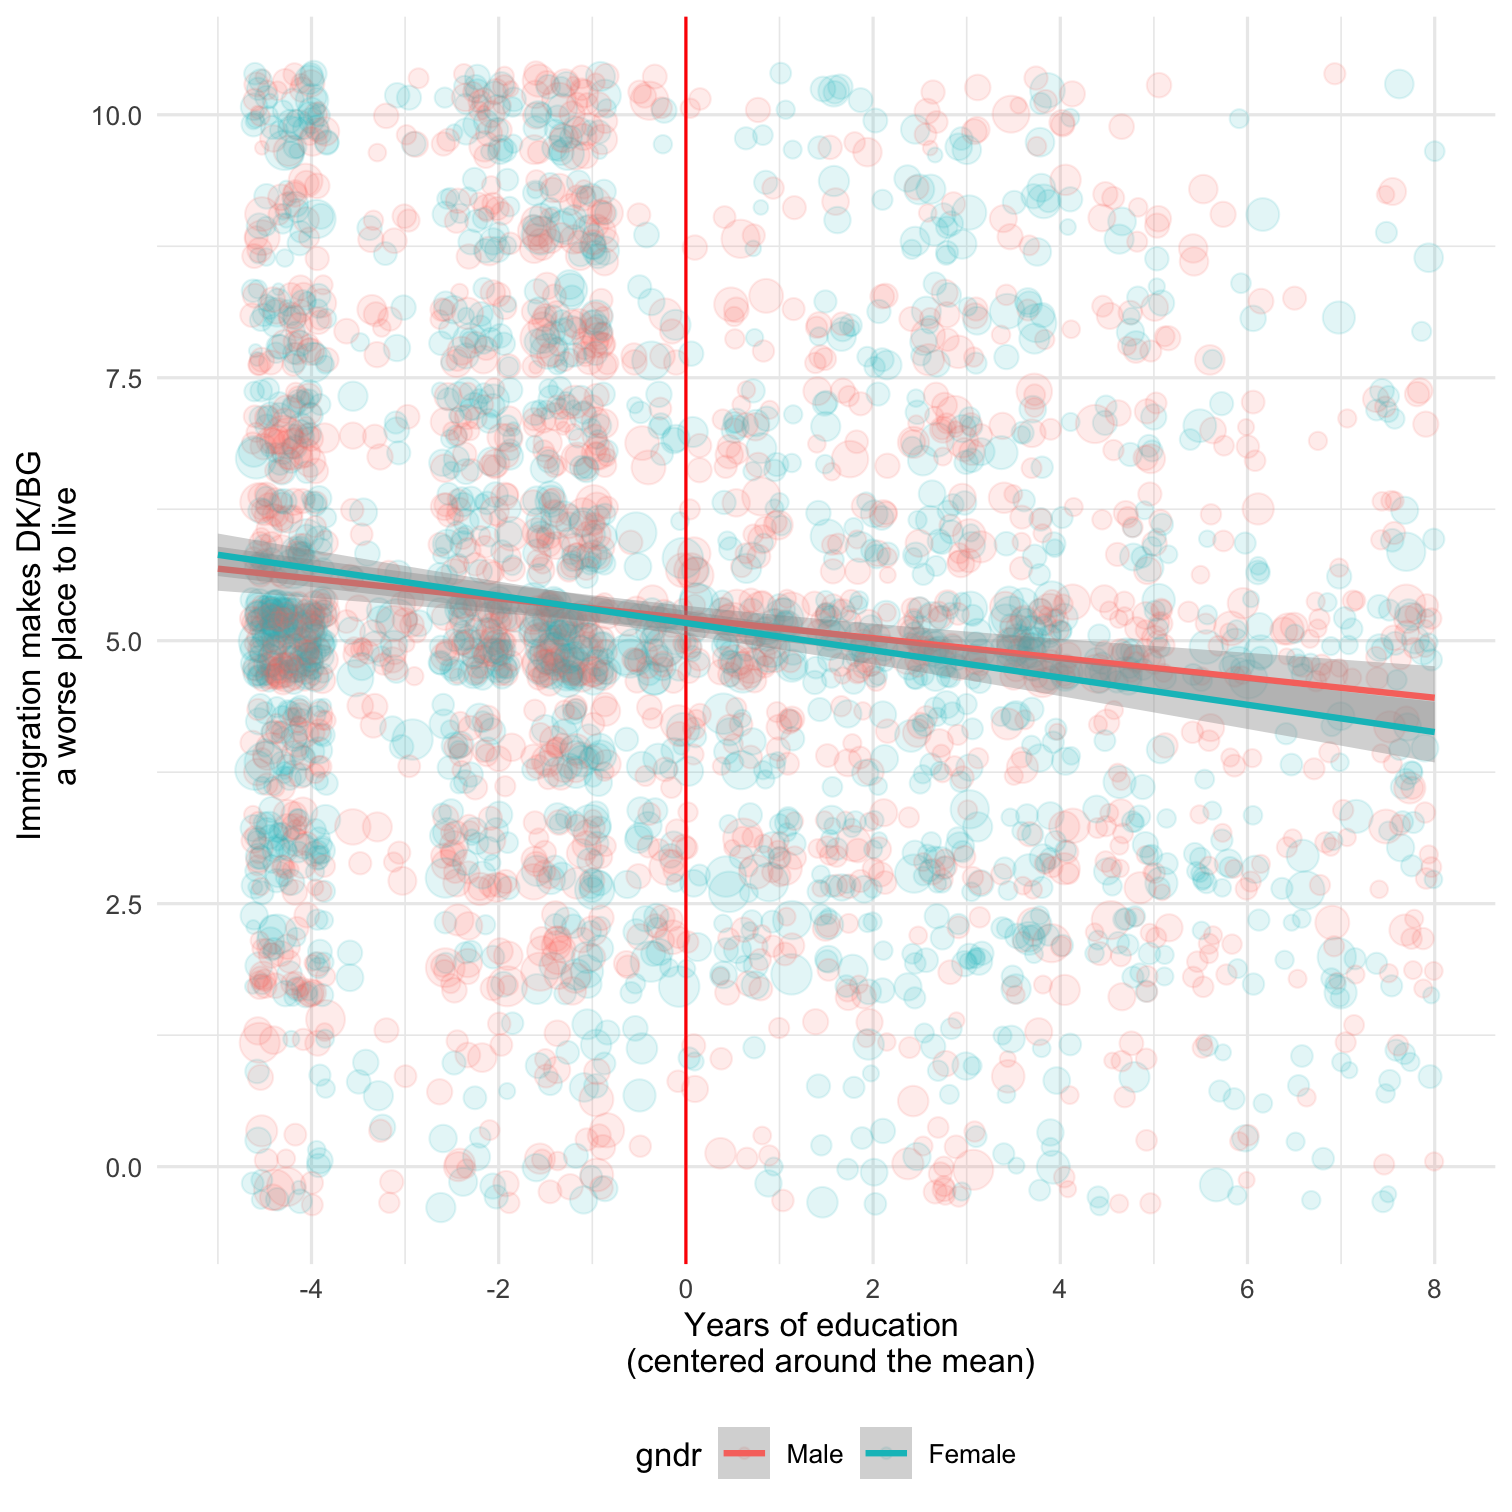 Immigration makes DK/BG
a worse place to live
10.0
7.5
5.0
2.5
0.0
-4
-2
0
2
4
6
8
Years of education
(centered around the mean)
gndr
Male
Female